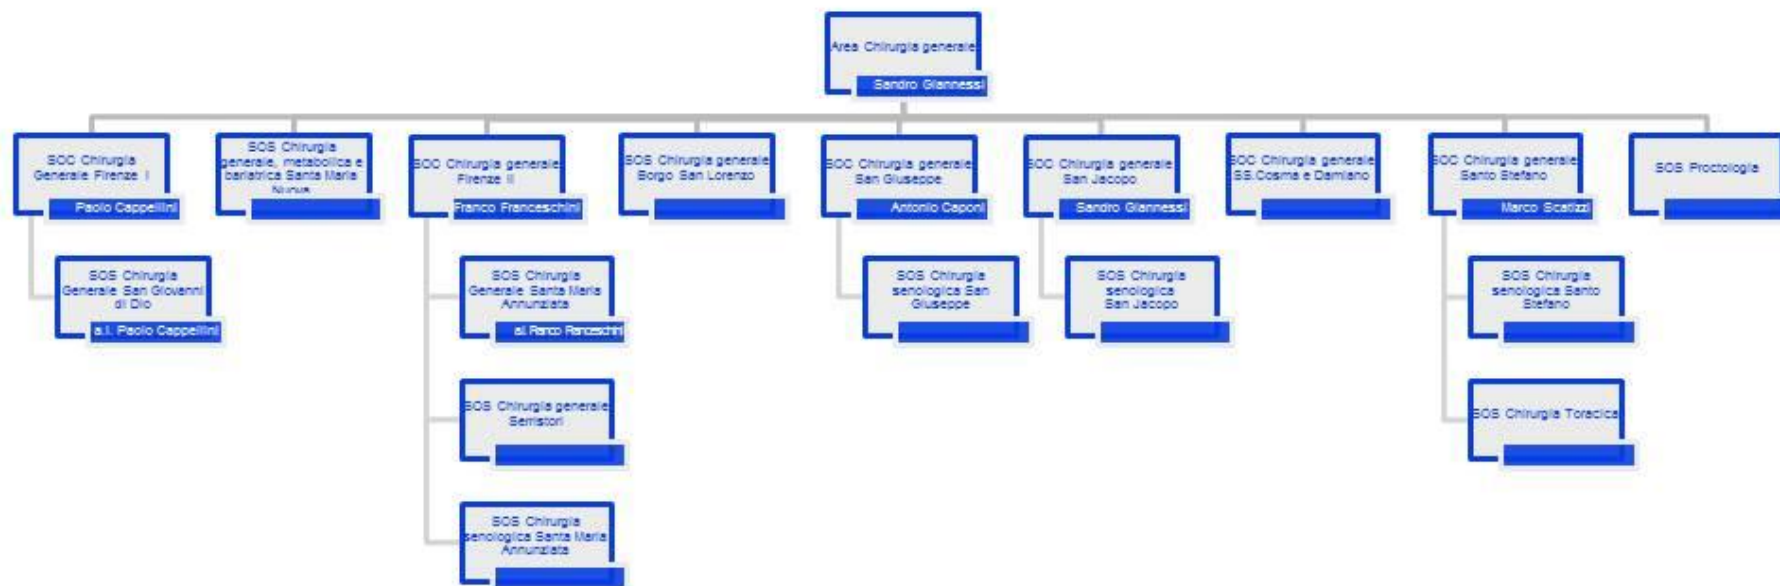 Area Chirurgia generale
Sandro Giannessi
SOC Chirurgia
Generale Firenze I
Paolo Cappellini
SOS Chirurgia
generale, metabolica e
bariatrica Santa Maria
Nuova
SOC Chirurgia generale
Firenze II
Franco Franceschini
SOS Chirurgia generale
Borgo San Lorenzo
SOC Chirurgia generale
San Giuseppe
Antonio Caponi
SOC Chirurgia generale
San Jacopo
Sandro Giannessi
SOC Chirurgia generale
SS.Cosma e Damiano
SOC Chirurgia generale
Santo Stefano
Marco Scatizzi
SOS Proctologia
SOS Chirurgia
Generale San Giovanni
di Dio
a.i. Paolo Cappellini
SOS Chirurgia
Generale Santa Maria
Annunziata
a.i. Franco Franceschini
SOS Chirurgia
senologica San
Giuseppe
SOS Chirurgia
senologica
San Jacopo
SOS Chirurgia
senologica Santo
Stefano
SOS Chirurgia generale
Serristori
SOS Chirurgia Toracica
SOS Chirurgia
senologica Santa Maria
Annunziata